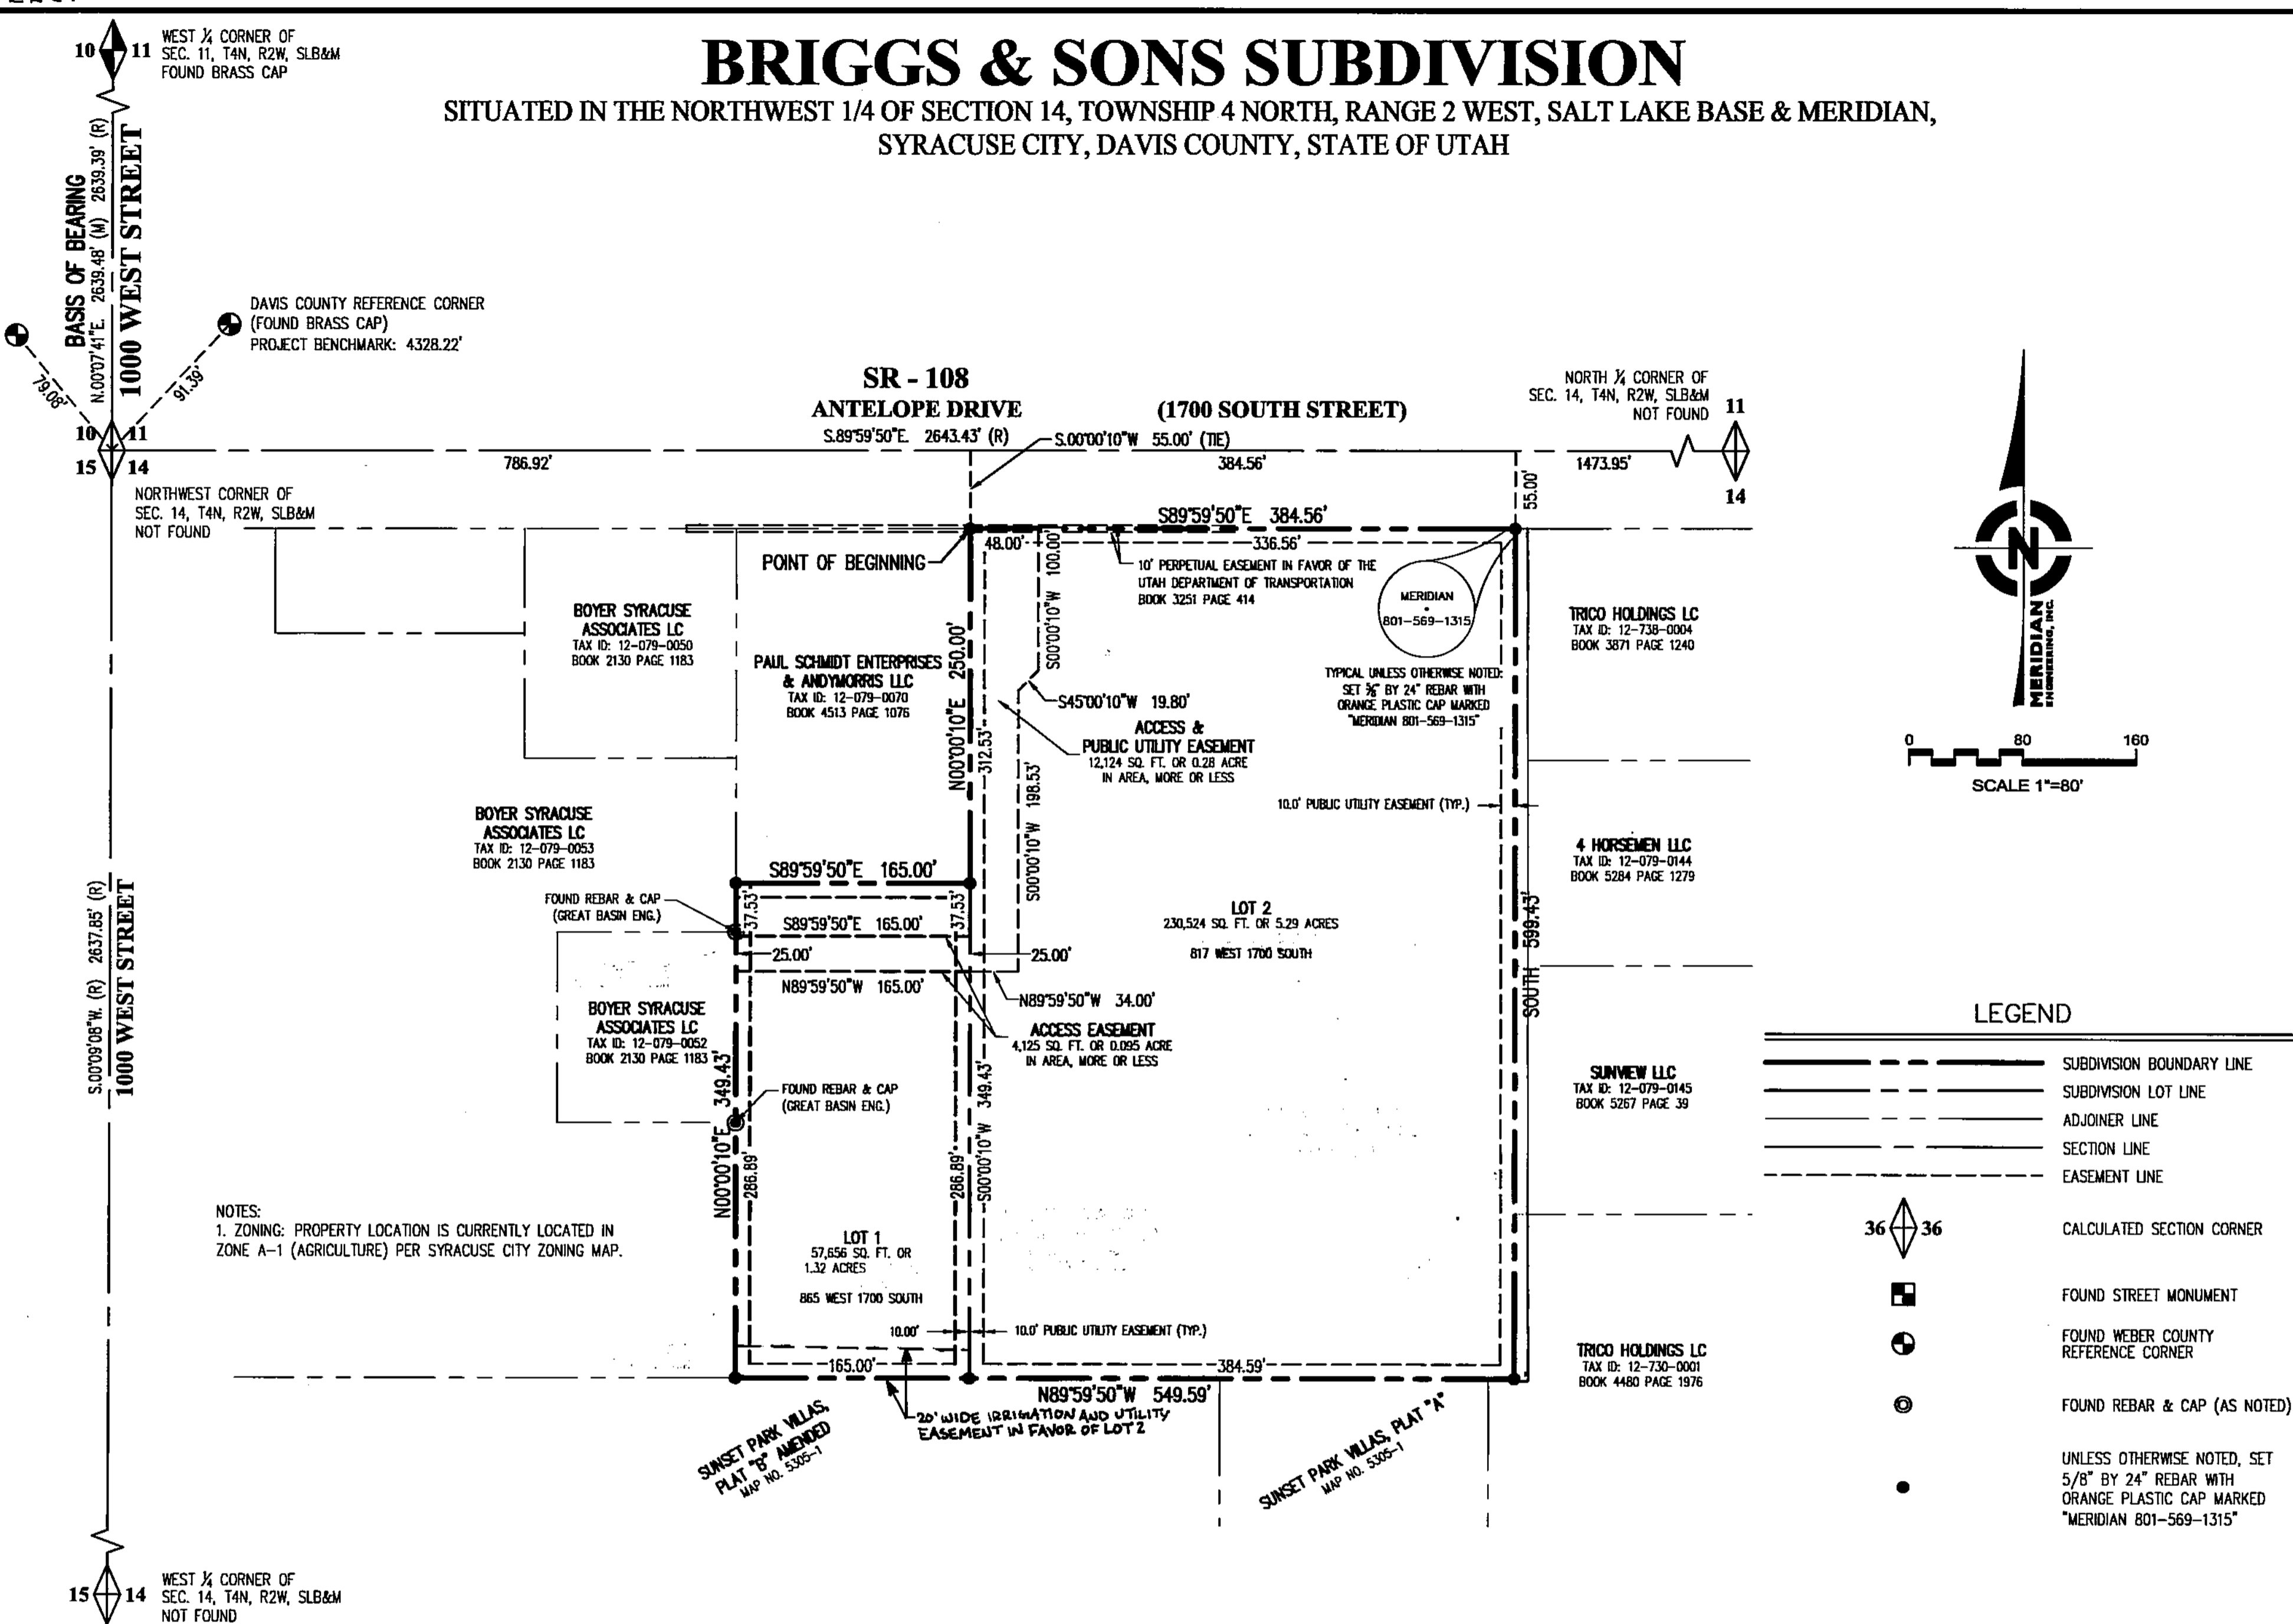 BRIGGS & SONS SUBDIVISION
SITUATED IN THE NORTHWEST 1/4 OF SECTION 14, TOWNSHIP 4 NORTH, RANGE 2 WEST, SALT LAKE BASE & MERIDIAN,
SYRACUSE CITY, DAVIS COUNTY, STATE OF UTAH
10 11
WEST ¼ CORNER OF
SEC. 11, T4N, R2W, SLB&M
FOUND BRASS CAP
BASIS OF BEARING
N.00°07'41"E. 2639.48' (M) 2639.39' (R)
1000 WEST STREET
DAVIS COUNTY REFERENCE CORNER
(FOUND BRASS CAP)
PROJECT BENCHMARK: 4328.22'
79.08'
91.39'
10 11
15 14
NORTHWEST CORNER OF
SEC. 14, T4N, R2W, SLB&M
NOT FOUND
SR - 108
ANTELOPE DRIVE (1700 SOUTH STREET)
S.89°59'50"E. 2643.43' (R)
S.00°00'10"W 55.00' (TIE)
786.92'
384.56'
1473.95'
NORTH ¼ CORNER OF
SEC. 14, T4N, R2W, SLB&M
NOT FOUND
11
14
55.00'
S89°59'50"E 384.56'
48.00'
336.56'
POINT OF BEGINNING
10' PERPETUAL EASEMENT IN FAVOR OF THE
UTAH DEPARTMENT OF TRANSPORTATION
BOOK 3251 PAGE 414
S00°00'10"W 100.00'
MERIDIAN
801-569-1315
TYPICAL UNLESS OTHERWISE NOTED:
SET ⅝" BY 24" REBAR WITH
ORANGE PLASTIC CAP MARKED
"MERIDIAN 801-569-1315"
BOYER SYRACUSE
ASSOCIATES LC
TAX ID: 12-079-0050
BOOK 2130 PAGE 1183
PAUL SCHMIDT ENTERPRISES
& ANDYMORRIS LLC
TAX ID: 12-079-0070
BOOK 4513 PAGE 1076
N00°00'10"E 250.00'
312.53'
S45°00'10"W 19.80'
ACCESS &
PUBLIC UTILITY EASEMENT
12,124 SQ. FT. OR 0.28 ACRE
IN AREA, MORE OR LESS
S00°00'10"W 198.53'
10.0' PUBLIC UTILITY EASEMENT (TYP.)
TRICO HOLDINGS LC
TAX ID: 12-738-0004
BOOK 3871 PAGE 1240
4 HORSEMEN LLC
TAX ID: 12-079-0144
BOOK 5284 PAGE 1279
SUNVIEW LLC
TAX ID: 12-079-0145
BOOK 5267 PAGE 39
TRICO HOLDINGS LC
TAX ID: 12-730-0001
BOOK 4480 PAGE 1976
SOUTH 599.43'
BOYER SYRACUSE
ASSOCIATES LC
TAX ID: 12-079-0053
BOOK 2130 PAGE 1183
S89°59'50"E 165.00'
FOUND REBAR & CAP
(GREAT BASIN ENG.)
37.53'
37.53'
S89°59'50"E 165.00'
25.00'
25.00'
N89°59'50"W 165.00'
N89°59'50"W 34.00'
ACCESS EASEMENT
4,125 SQ. FT. OR 0.095 ACRE
IN AREA, MORE OR LESS
LOT 2
230,524 SQ. FT. OR 5.29 ACRES
817 WEST 1700 SOUTH
BOYER SYRACUSE
ASSOCIATES LC
TAX ID: 12-079-0052
BOOK 2130 PAGE 1183
FOUND REBAR & CAP
(GREAT BASIN ENG.)
N00°00'10"E 349.43'
286.89'
286.89'
S00°00'10"W 349.43'
S.00°09'08"W. (R) 2637.85' (R)
1000 WEST STREET
NOTES:
1. ZONING: PROPERTY LOCATION IS CURRENTLY LOCATED IN
ZONE A-1 (AGRICULTURE) PER SYRACUSE CITY ZONING MAP.
LOT 1
57,656 SQ. FT. OR
1.32 ACRES
865 WEST 1700 SOUTH
10.00'
10.0' PUBLIC UTILITY EASEMENT (TYP.)
165.00'
384.59'
N89°59'50"W 549.59'
20' WIDE IRRIGATION AND UTILITY
EASEMENT IN FAVOR OF LOT 2
SUNSET PARK VILLAS,
PLAT "B" AMENDED
MAP NO. 5305-1
SUNSET PARK VILLAS, PLAT "A"
MAP NO. 5305-1
15 14
WEST ¼ CORNER OF
SEC. 14, T4N, R2W, SLB&M
NOT FOUND
N
MERIDIAN
ENGINEERING, INC.
0 80 160
SCALE 1"=80'
LEGEND
SUBDIVISION BOUNDARY LINE
SUBDIVISION LOT LINE
ADJOINER LINE
SECTION LINE
EASEMENT LINE
36 36 CALCULATED SECTION CORNER
FOUND STREET MONUMENT
FOUND WEBER COUNTY
REFERENCE CORNER
FOUND REBAR & CAP (AS NOTED)
UNLESS OTHERWISE NOTED, SET
5/8" BY 24" REBAR WITH
ORANGE PLASTIC CAP MARKED
"MERIDIAN 801-569-1315"